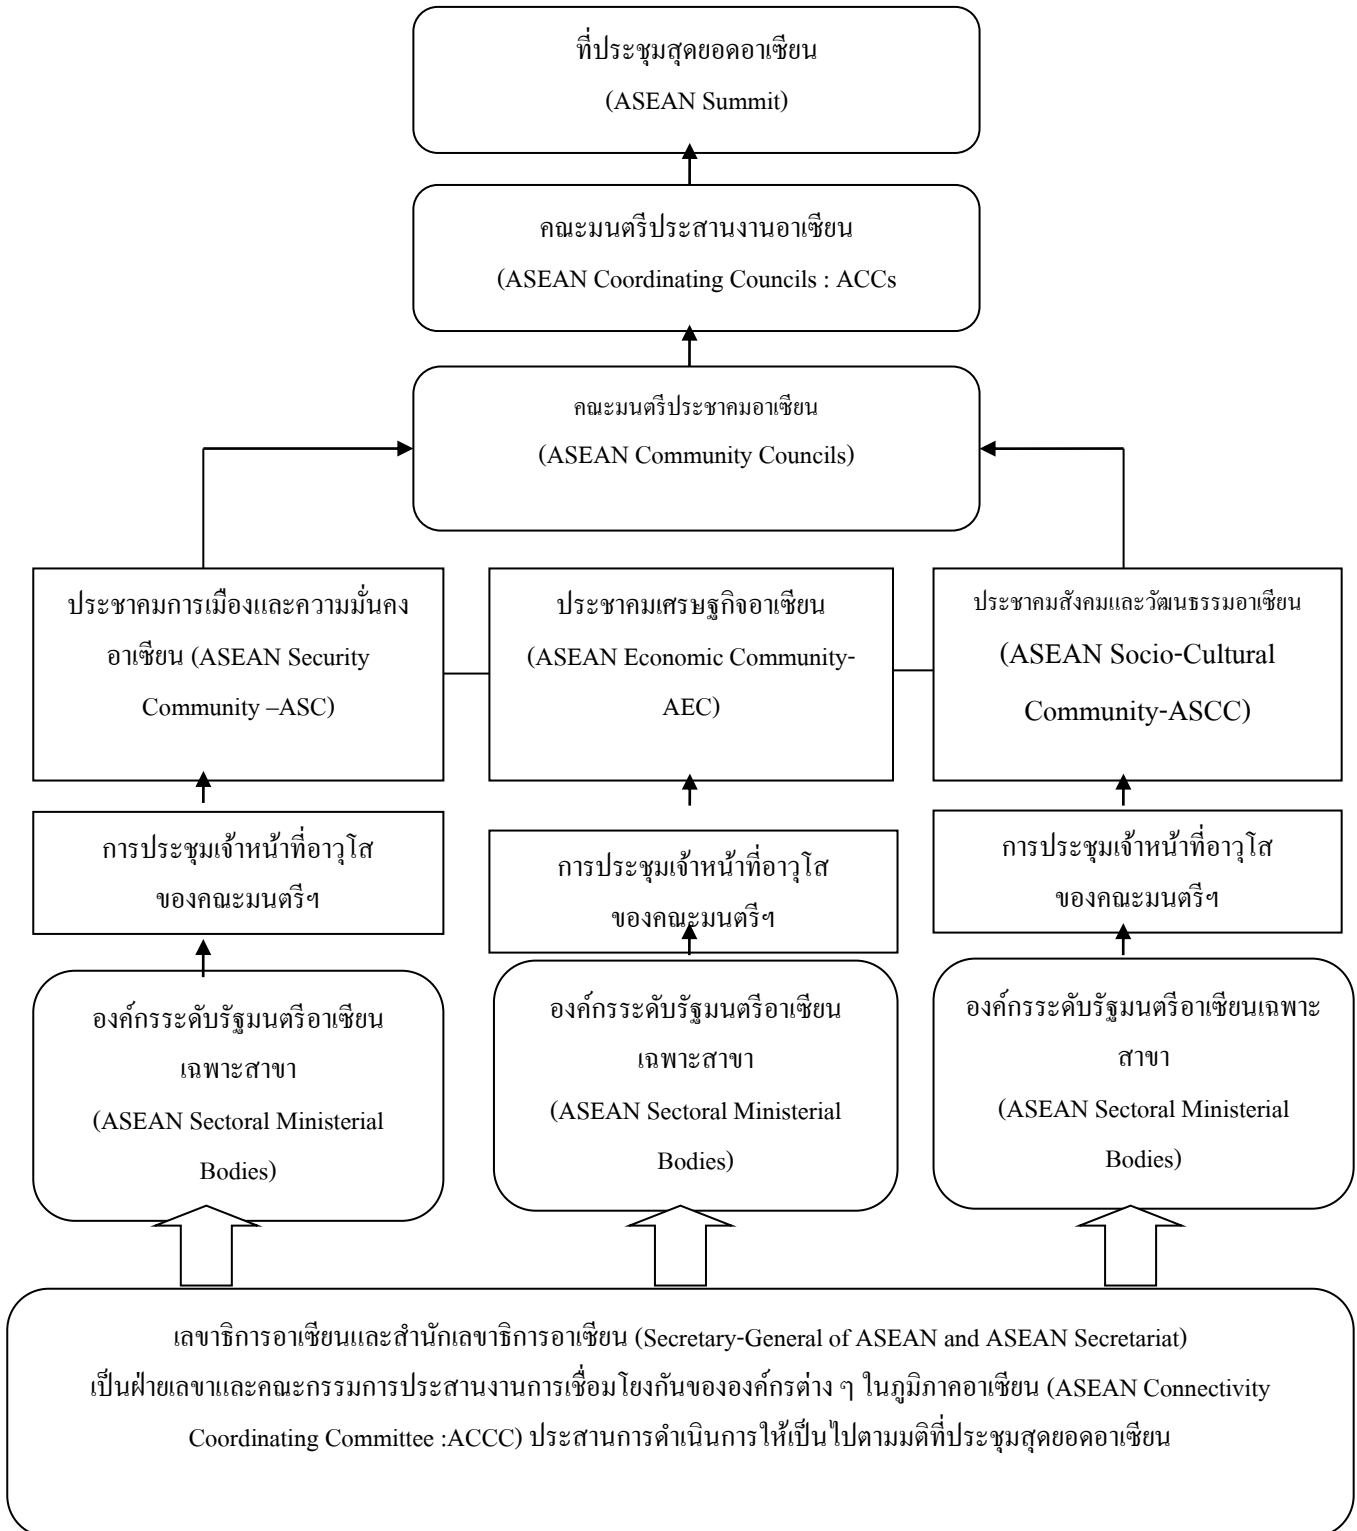 ที่ประชุมสุดยอดอาเซียน
(ASEAN Summit)
คณะมนตรีประสานงานอาเซียน
(ASEAN Coordinating Councils : ACCs
คณะมนตรีประชาคมอาเซียน
(ASEAN Community Councils)
ประชาคมการเมืองและความมั่นคง
อาเซียน (ASEAN Security
Community –ASC)
ประชาคมเศรษฐกิจอาเซียน
(ASEAN Economic Community-
AEC)
ประชาคมสังคมและวัฒนธรรมอาเซียน
(ASEAN Socio-Cultural
Community-ASCC)
การประชุมเจ้าหน้าที่อาวุโส
ของคณะมนตรีฯ
การประชุมเจ้าหน้าที่อาวุโส
ของคณะมนตรีฯ
การประชุมเจ้าหน้าที่อาวุโส
ของคณะมนตรีฯ
องค์กรระดับรัฐมนตรีอาเซียน
เฉพาะสาขา
(ASEAN Sectoral Ministerial
Bodies)
องค์กรระดับรัฐมนตรีอาเซียน
เฉพาะสาขา
(ASEAN Sectoral Ministerial
Bodies)
องค์กรระดับรัฐมนตรีอาเซียนเฉพาะ
สาขา
(ASEAN Sectoral Ministerial
Bodies)
เลขาธิการอาเซียนและสำนักเลขาธิการอาเซียน (Secretary-General of ASEAN and ASEAN Secretariat)
เป็นฝ่ายเลขาและคณะกรรมการประสานงานการเชื่อมโยงกันขององค์กรต่าง ๆ ในภูมิภาคอาเซียน (ASEAN Connectivity
Coordinating Committee :ACCC) ประสานการดำเนินการให้เป็นไปตามมติที่ประชุมสุดยอดอาเซียน